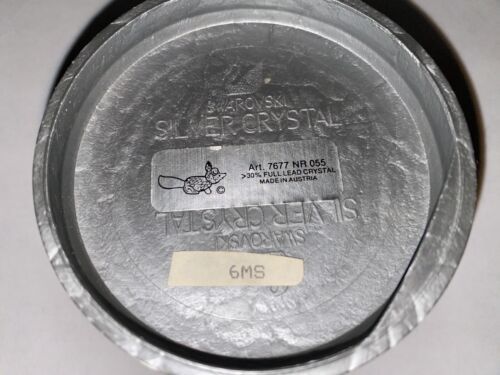 SWAROVSKI
SILVER CRYSTAL
Art. 7677 NR 055
>30% FULL LEAD CRYSTAL
MADE IN AUSTRIA
©
SILVER CRYSTAL
SWAROVSKI
6MS